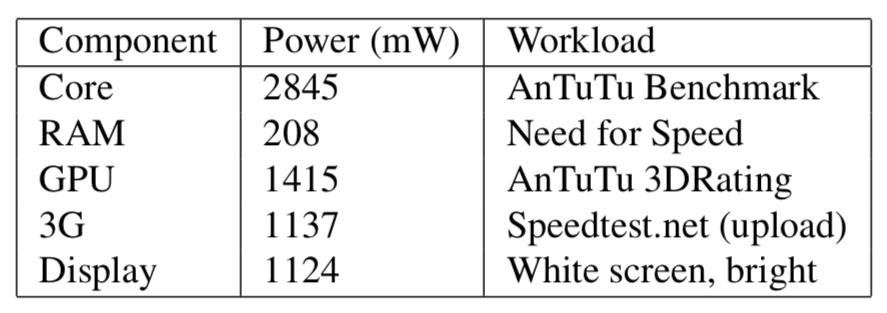 Component Power (mW) Workload
Core 2845 AnTuTu Benchmark
RAM 208 Need for Speed
GPU 1415 AnTuTu 3DRating
3G 1137 Speedtest.net (upload)
Display 1124 White screen, bright